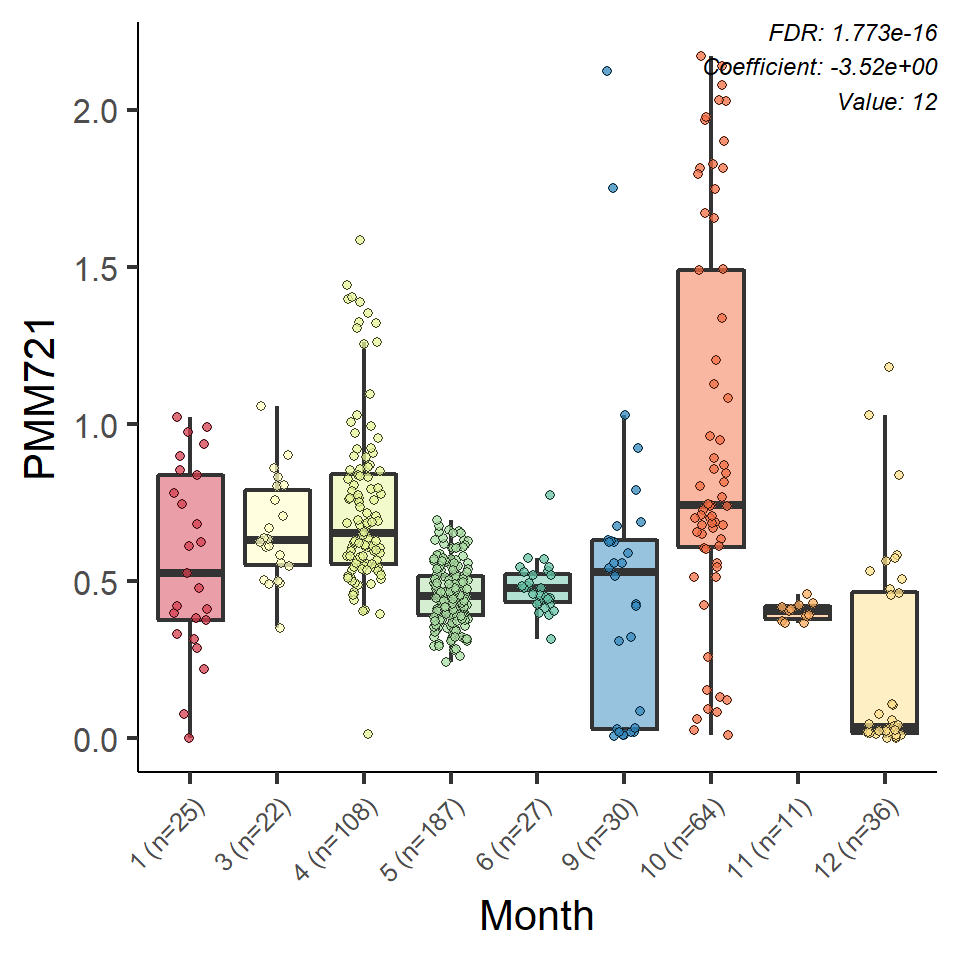 FDR: 1.773e-16
Coefficient: -3.52e+00
Value: 12
PMM721
2.0
1.5
1.0
0.5
0.0
1 (n=25)
3 (n=22)
4 (n=108)
5 (n=187)
6 (n=27)
9 (n=30)
10 (n=64)
11 (n=11)
12 (n=36)
Month